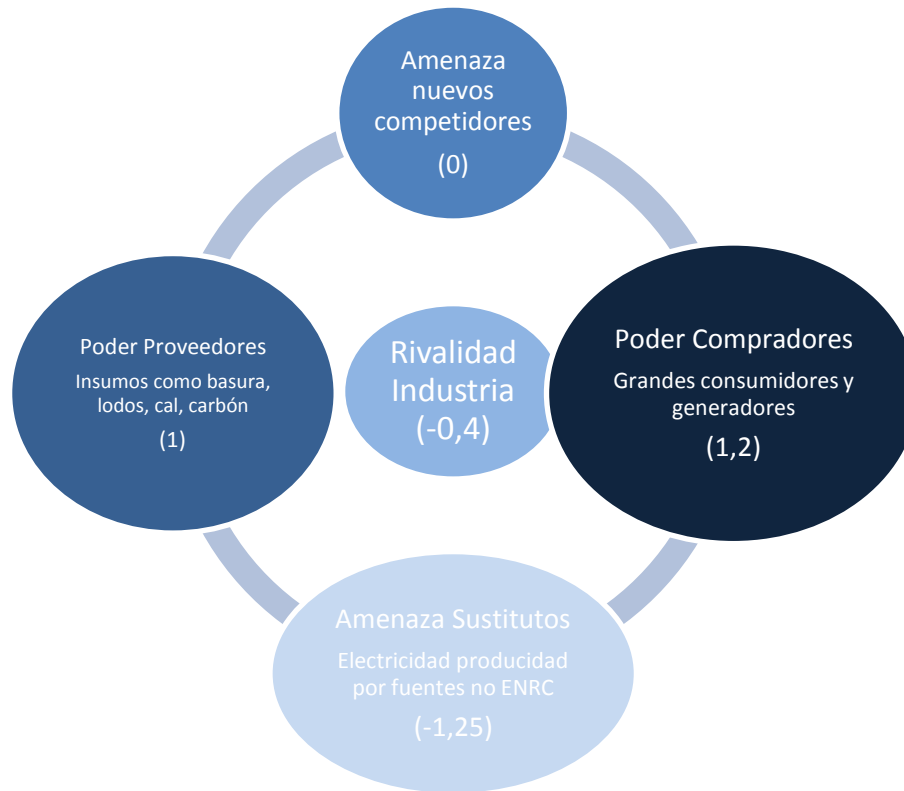 Amenaza
nuevos
competidores
(0)
Poder Proveedores
Insumos como basura,
lodos, cal, carbón
(1)
Rivalidad
Industria
(-0,4)
Poder Compradores
Grandes consumidores y
generadores
(1,2)
Amenaza Sustitutos
Electricidad producidad
por fuentes no ENRC
(-1,25)